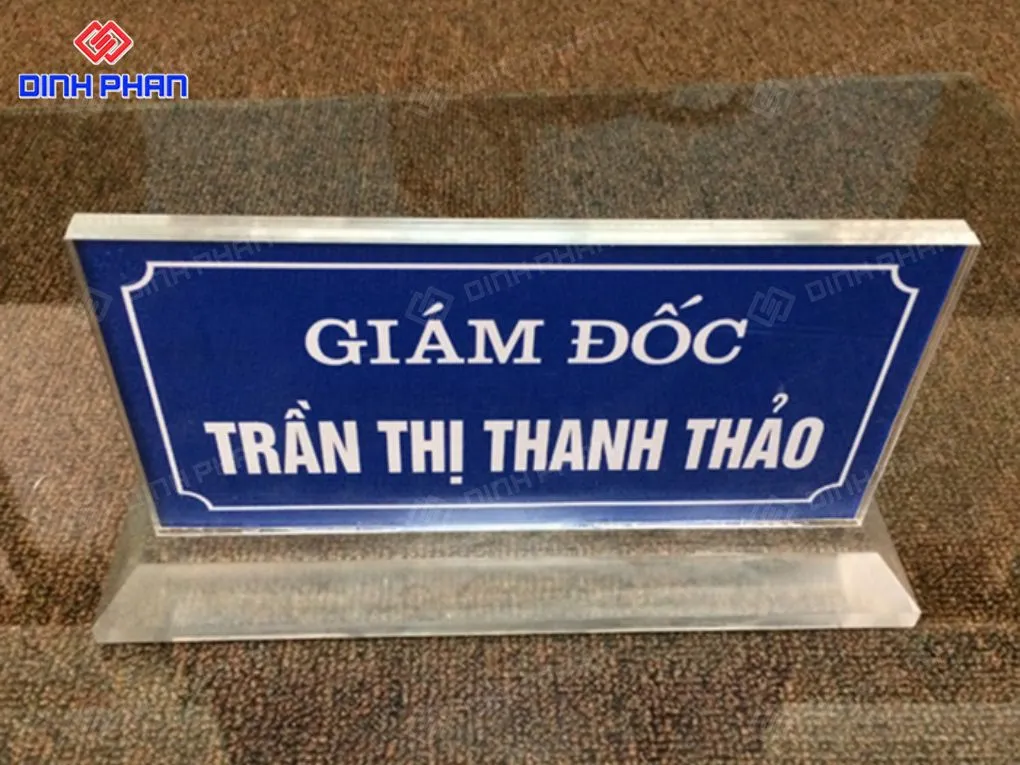 DINH PHAN
GIÁM ĐỐC
TRẦN THỊ THANH THẢO